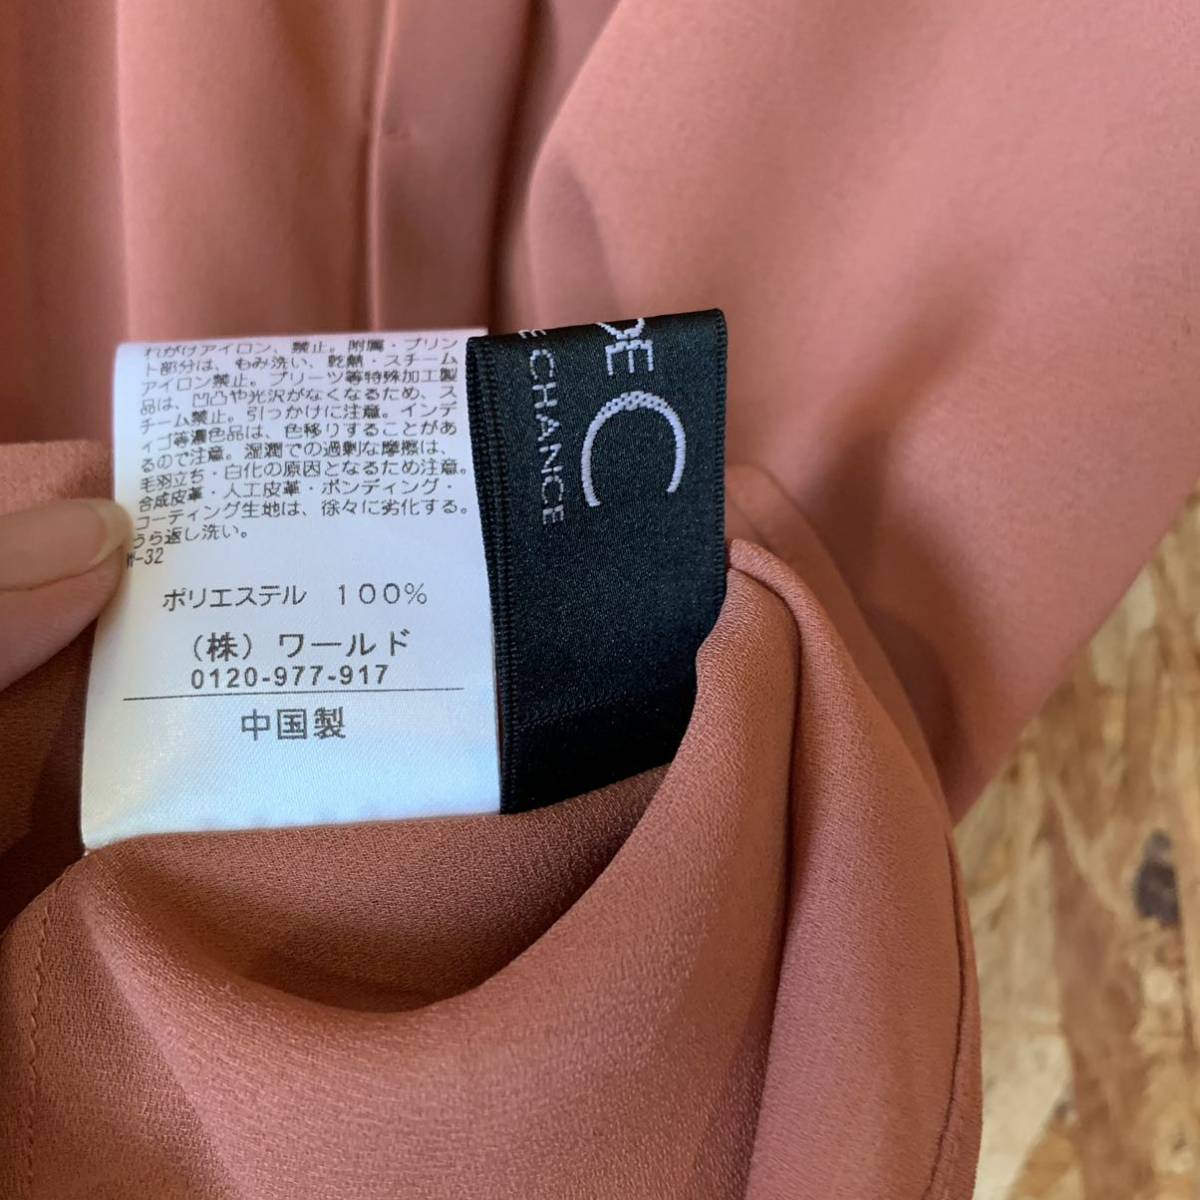 れがけアイロン、禁止。附属・プリン
ト部分は、もみ洗い、乾熱・スチーム
アイロン禁止。プリーツ等特殊加工製
品は、凹凸や光沢がなくなるため、ス
チーム禁止。引っかけに注意。インデ
ィゴ等濃色品は、色移りすることがあ
るので注意。湿潤での過剰な摩擦は、
毛羽立ち・白化の原因となるため注意。
合成皮革・人工皮革・ボンディング・
コーティング生地は、徐々に劣化する。
うら返し洗い。
W-32
ポリエステル 100%
(株) ワールド
0120-977-917
中国製
DE C
E CHANCE